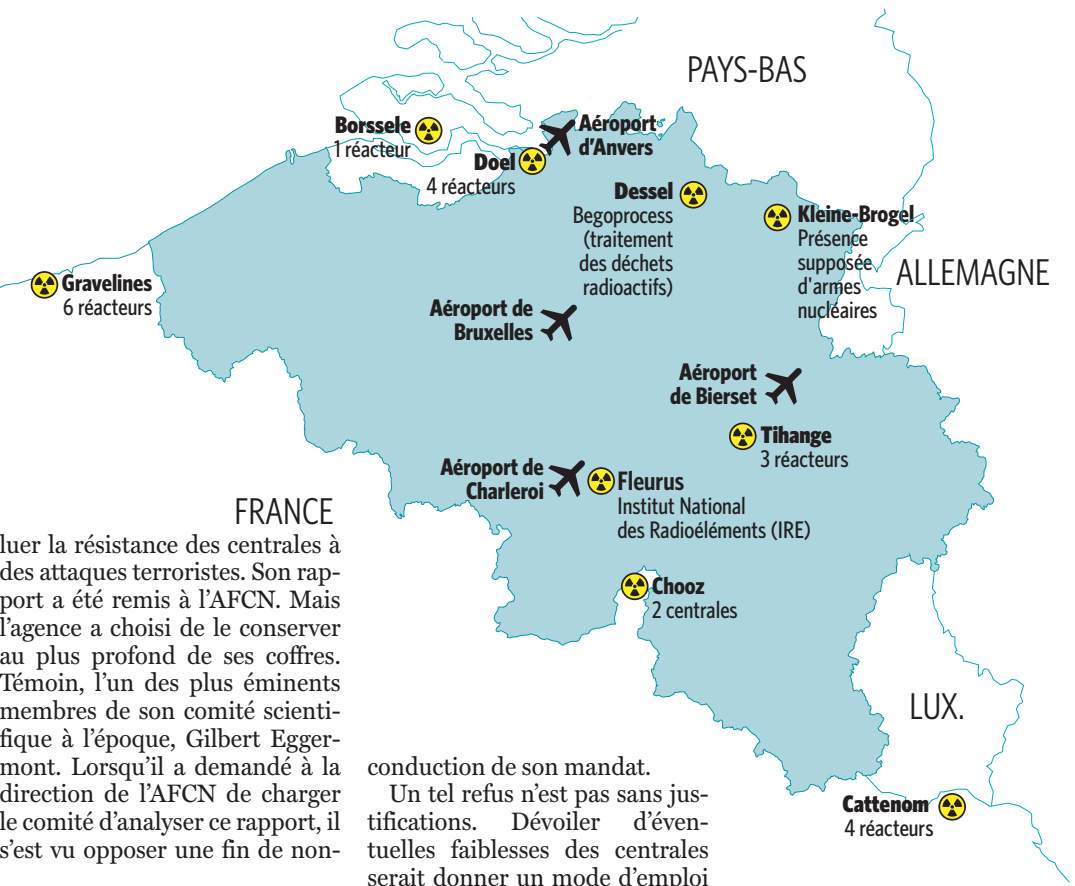 PAYS-BAS
Borssele
1 réacteur
Aéroport
d'Anvers
Doel
4 réacteurs
Dessel
Begoprocess
(traitement
des déchets
radioactifs)
Kleine-Brogel
Présence
supposée
d'armes
nucléaires
ALLEMAGNE
Gravelines
6 réacteurs
Aéroport de
Bruxelles
Aéroport
de Bierset
Tihange
3 réacteurs
Aéroport de
Charleroi
Fleurus
Institut National
des Radioéléments (IRE)
FRANCE
Chooz
2 centrales
LUX.
Cattenom
4 réacteurs
luer la résistance des centrales à
des attaques terroristes. Son rap-
port a été remis à l'AFCN. Mais
l'agence a choisi de le conserver
au plus profond de ses coffres.
Témoin, l'un des plus éminents
membres de son comité scienti-
fique à l'époque, Gilbert Egger-
mont. Lorsqu'il a demandé à la
direction de l'AFCN de charger
le comité d'analyser ce rapport, il
s'est vu opposer une fin de non-
conduction de son mandat.
Un tel refus n'est pas sans jus-
tifications. Dévoiler d'éven-
tuelles faiblesses des centrales
serait donner un mode d'emploi